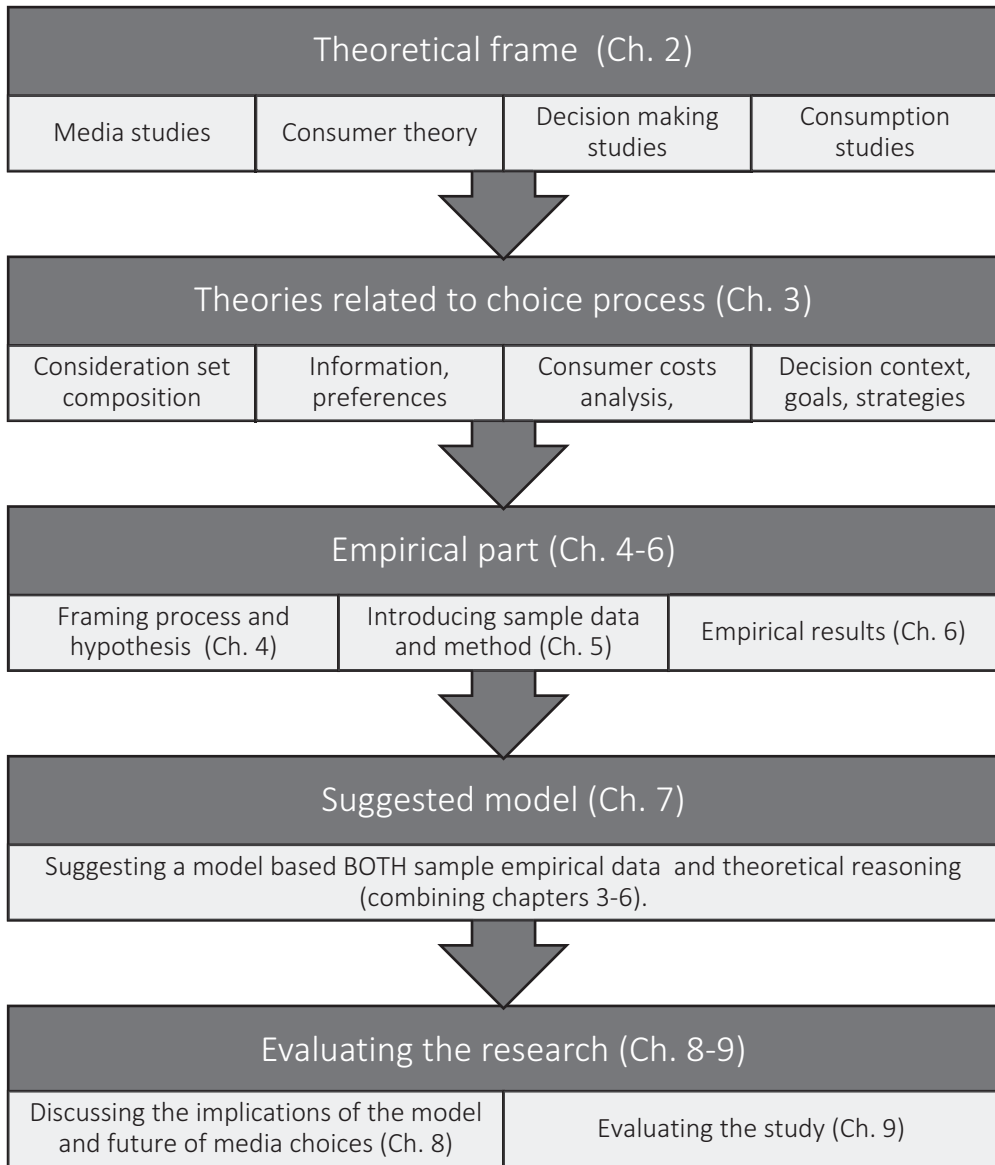 Theoretical frame (Ch. 2)
Media studies
Consumer theory
Decision making
studies
Consumption
studies
Theories related to choice process (Ch. 3)
Consideration set
composition
Information,
preferences
Consumer costs
analysis,
Decision context,
goals, strategies
Empirical part (Ch. 4-6)
Framing process and
hypothesis (Ch. 4)
Introducing sample data
and method (Ch. 5)
Empirical results (Ch. 6)
Suggested model (Ch. 7)
Suggesting a model based BOTH sample empirical data and theoretical reasoning
(combining chapters 3-6).
Evaluating the research (Ch. 8-9)
Discussing the implications of the model
and future of media choices (Ch. 8)
Evaluating the study (Ch. 9)